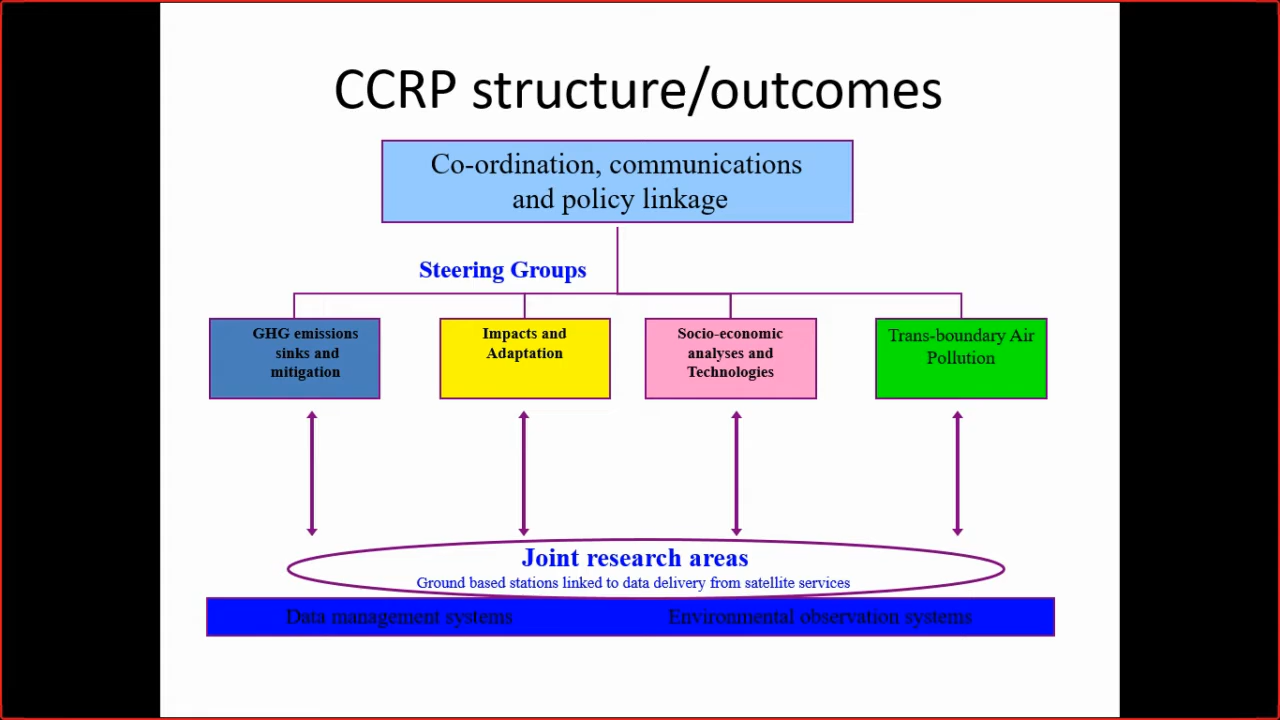 CCRP structure/outcomes
Co-ordination, communications
and policy linkage
Steering Groups
GHG emissions
sinks and
mitigation
Impacts and
Adaptation
Socio-economic
analyses and
Technologies
Trans-boundary Air
Pollution
Joint research areas
Ground based stations linked to data delivery from satellite services
Data management systems
Environmental observation systems